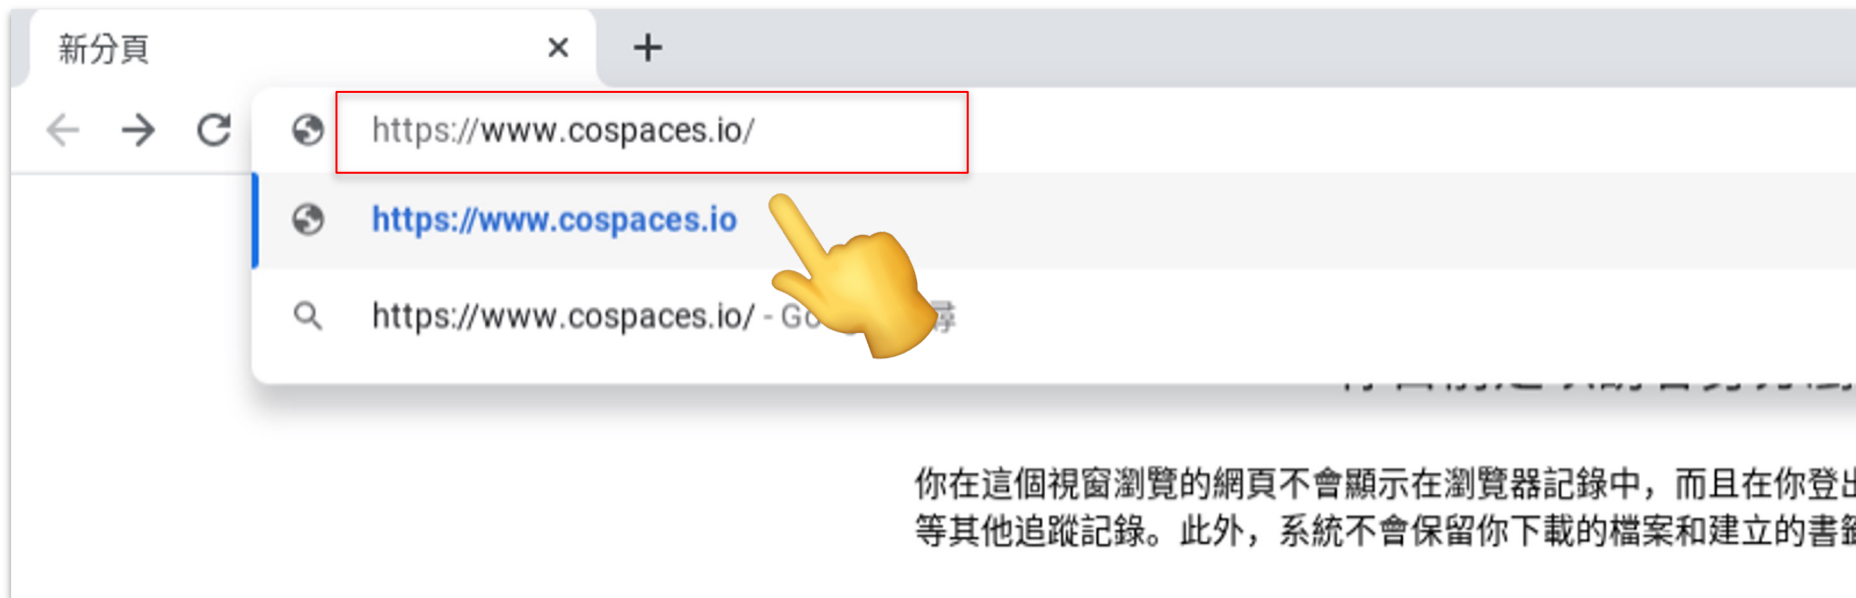 新分頁
https://www.cospaces.io/
https://www.cospaces.io
https://www.cospaces.io/ - Go 尋
你在這個視窗瀏覽的網頁不會顯示在瀏覽器記錄中，而且在你登出
等其他追蹤記錄。此外，系統不會保留你下載的檔案和建立的書籤